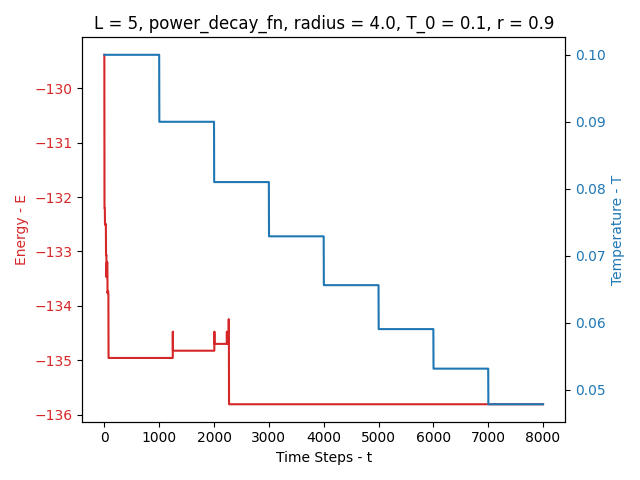 L = 5, power_decay_fn, radius = 4.0, T_0 = 0.1, r = 0.9
Energy - E
−130
−131
−132
−133
−134
−135
−136
0.10
0.09
0.08
0.07
0.06
0.05
Temperature - T
0 1000 2000 3000 4000 5000 6000 7000 8000
Time Steps - t